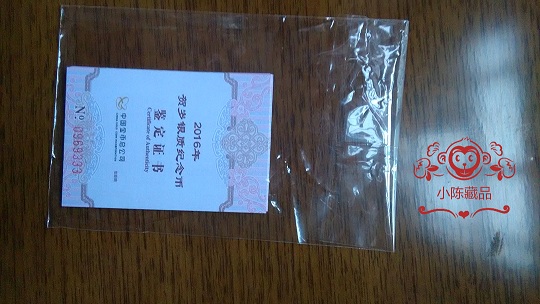 2016年
贺岁银质纪念币
鉴定证书
Certificate of Authenticity
中国金币总公司
Nº 0969333
小陈藏品